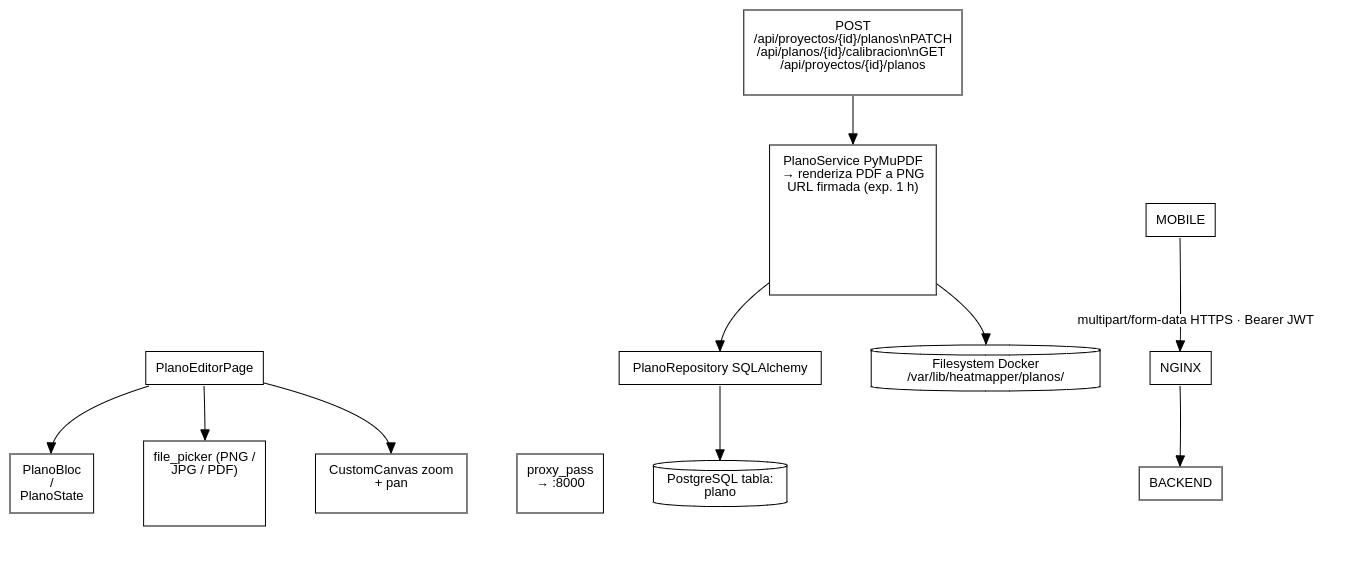 POST
/api/proyectos/{id}/planos\nPATCH
/api/planos/{id}/calibracion\nGET
/api/proyectos/{id}/planos
PlanoService PyMuPDF
→ renderiza PDF a PNG
URL firmada (exp. 1 h)
MOBILE
multipart/form-data HTTPS · Bearer JWT
PlanoEditorPage
PlanoRepository SQLAlchemy
Filesystem Docker
/var/lib/heatmapper/planos/
NGINX
PlanoBloc
/
PlanoState
file_picker (PNG /
JPG / PDF)
CustomCanvas zoom
+ pan
proxy_pass
→ :8000
PostgreSQL tabla:
plano
BACKEND